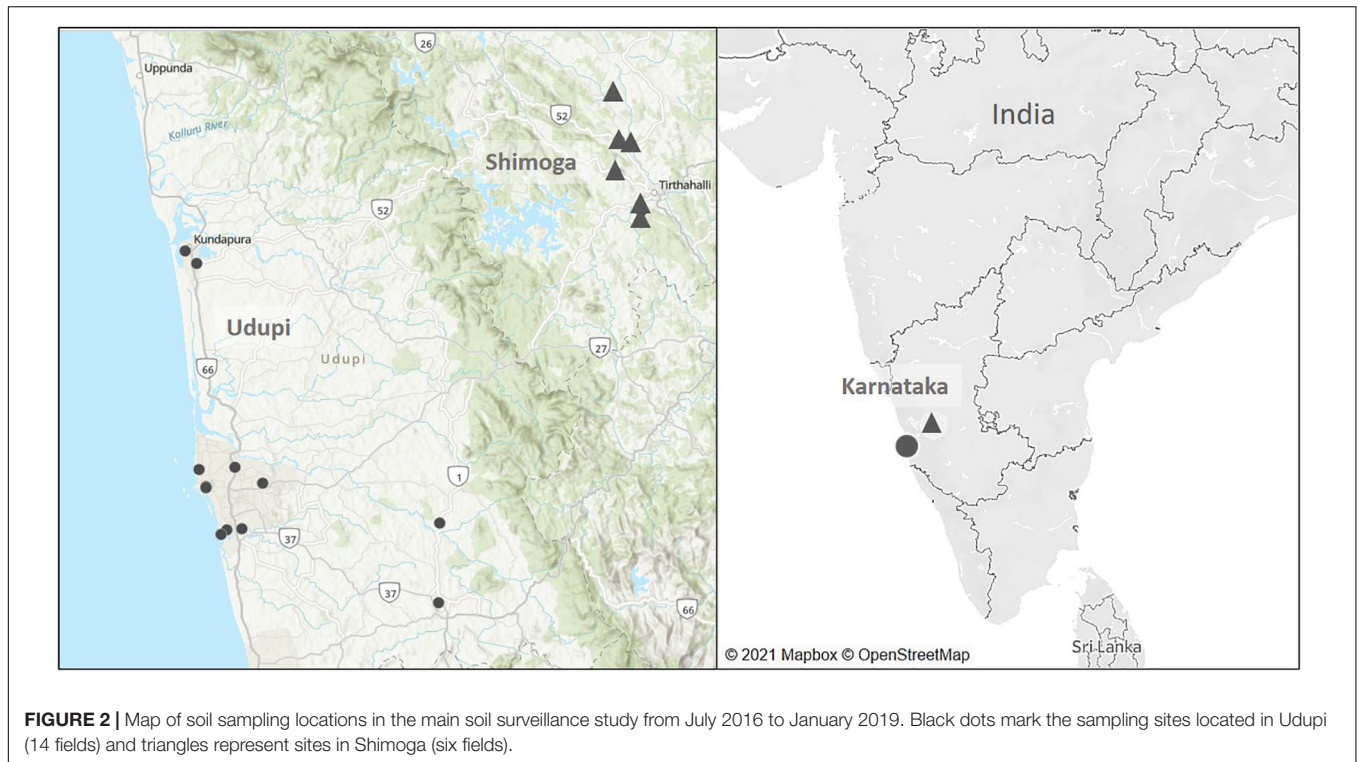 26
Uppunda
52
Kolluru River
Shimoga
Tirthahalli
52
Kundapura
Udupi
27
Udupi
66
1
37
37
66
India
Karnataka
Sri Lanka
© 2021 Mapbox © OpenStreetMap
FIGURE 2 | Map of soil sampling locations in the main soil surveillance study from July 2016 to January 2019. Black dots mark the sampling sites located in Udupi
(14 fields) and triangles represent sites in Shimoga (six fields).